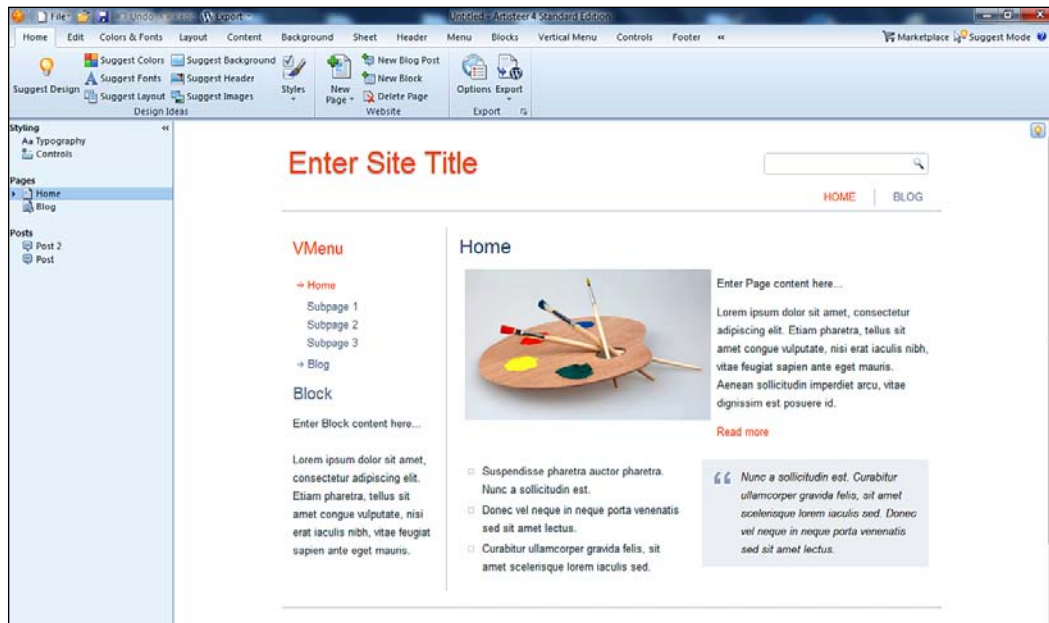 File Undo Export Untitled - Artisteer 4 Standard Edition
Home Edit Colors & Fonts Layout Content Background Sheet Header Menu Blocks Vertical Menu Controls Footer « Marketplace Suggest Mode
Suggest Design
Suggest Colors
Suggest Fonts
Suggest Layout
Suggest Background
Suggest Header
Suggest Images
Design Ideas
Styles
New Page
New Blog Post
New Block
Delete Page
Website
Options Export
Export
Styling «
Aa Typography
Controls
Pages
Home
Blog
Posts
Post 2
Post
Enter Site Title
HOME BLOG
VMenu
Home
Subpage 1
Subpage 2
Subpage 3
Blog
Block
Enter Block content here...
Lorem ipsum dolor sit amet,
consectetur adipiscing elit.
Etiam pharetra, tellus sit
amet congue vulputate, nisi
erat iaculis nibh, vitae feugiat
sapien ante eget mauris.
Home
Enter Page content here...
Lorem ipsum dolor sit amet, consectetur
adipiscing elit. Etiam pharetra, tellus sit
amet congue vulputate, nisi erat iaculis nibh,
vitae feugiat sapien ante eget mauris.
Aenean sollicitudin imperdiet arcu, vitae
dignissim est posuere id.
Read more
Suspendisse pharetra auctor pharetra.
Nunc a sollicitudin est.
Donec vel neque in neque porta venenatis
sed sit amet lectus.
Curabitur ullamcorper gravida felis, sit
amet scelerisque lorem iaculis sed.
Nunc a sollicitudin est. Curabitur
ullamcorper gravida felis, sit amet
scelerisque lorem iaculis sed. Donec
vel neque in neque porta venenatis
sed sit amet lectus.